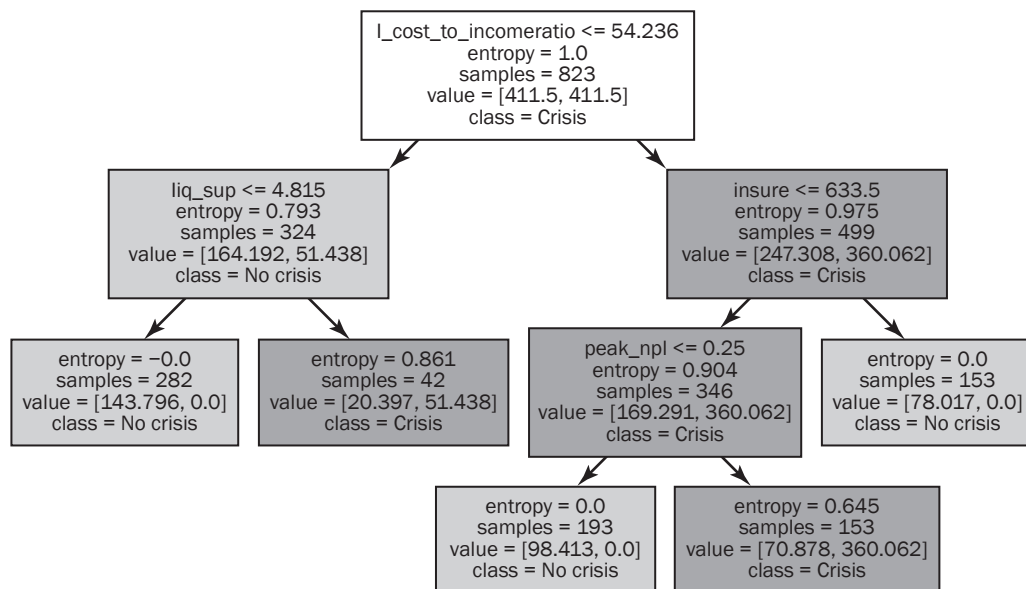 I_cost_to_incomeratio <= 54.236
entropy = 1.0
samples = 823
value = [411.5, 411.5]
class = Crisis
liq_sup <= 4.815
entropy = 0.793
samples = 324
value = [164.192, 51.438]
class = No crisis
insure <= 633.5
entropy = 0.975
samples = 499
value = [247.308, 360.062]
class = Crisis
entropy = −0.0
samples = 282
value = [143.796, 0.0]
class = No crisis
entropy = 0.861
samples = 42
value = [20.397, 51.438]
class = Crisis
peak_npl <= 0.25
entropy = 0.904
samples = 346
value = [169.291, 360.062]
class = Crisis
entropy = 0.0
samples = 153
value = [78.017, 0.0]
class = No crisis
entropy = 0.0
samples = 193
value = [98.413, 0.0]
class = No crisis
entropy = 0.645
samples = 153
value = [70.878, 360.062]
class = Crisis